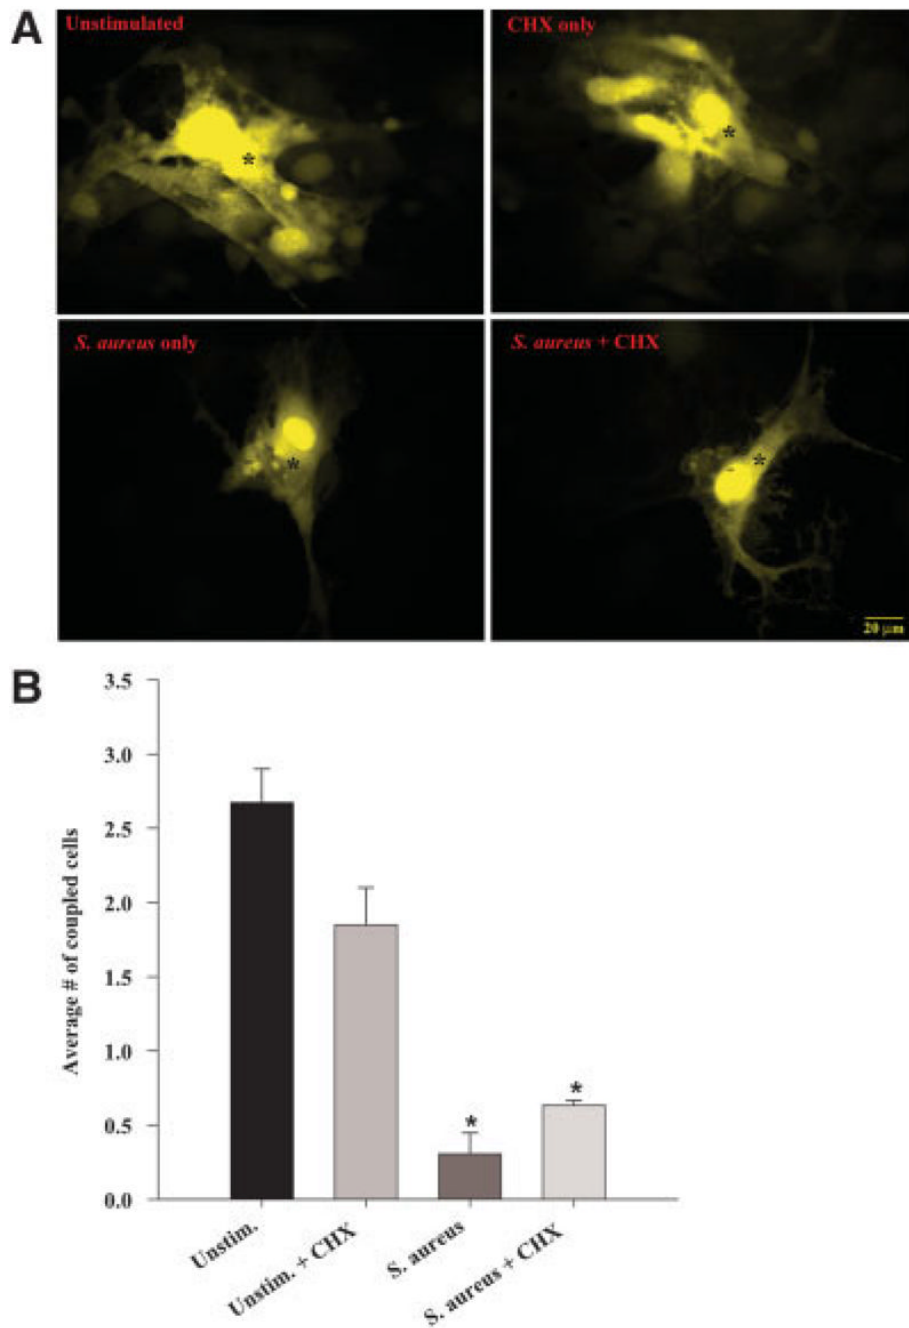 A
Unstimulated
CHX only
*
*
S. aureus only
S. aureus + CHX
*
*
20 µm
B
3.5
3.0
2.5
2.0
1.5
1.0
0.5
0.0
Average # of coupled cells
*
*
Unstim.
Unstim. + CHX
S. aureus
S. aureus + CHX